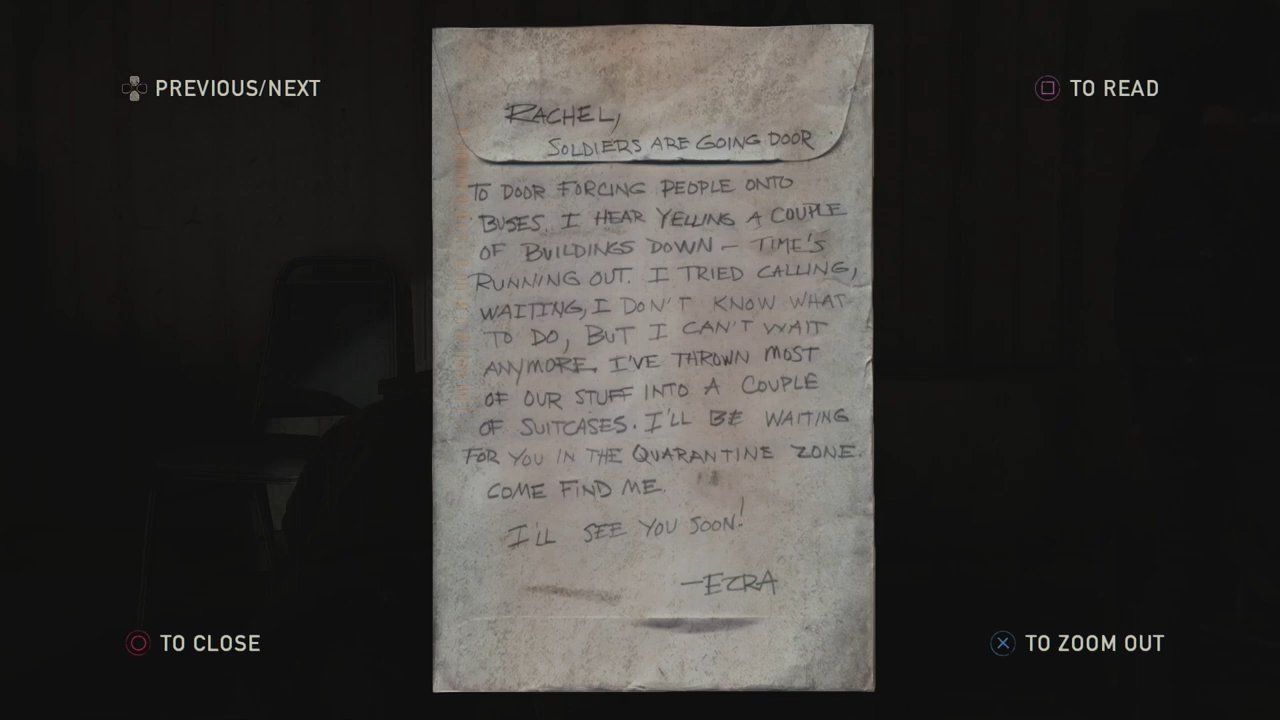 PREVIOUS/NEXT
TO READ
RACHEL,
SOLDIERS ARE GOING DOOR
TO DOOR FORCING PEOPLE ONTO
BUSES. I HEAR YELLING A COUPLE
OF BUILDINGS DOWN – TIME'S
RUNNING OUT. I TRIED CALLING,
WAITING, I DON'T KNOW WHAT
TO DO, BUT I CAN'T WAIT
ANYMORE. I'VE THROWN MOST
OF OUR STUFF INTO A COUPLE
OF SUITCASES. I'LL BE WAITING
FOR YOU IN THE QUARANTINE ZONE.
COME FIND ME.
I'LL SEE YOU SOON!
—EZRA
TO CLOSE
TO ZOOM OUT